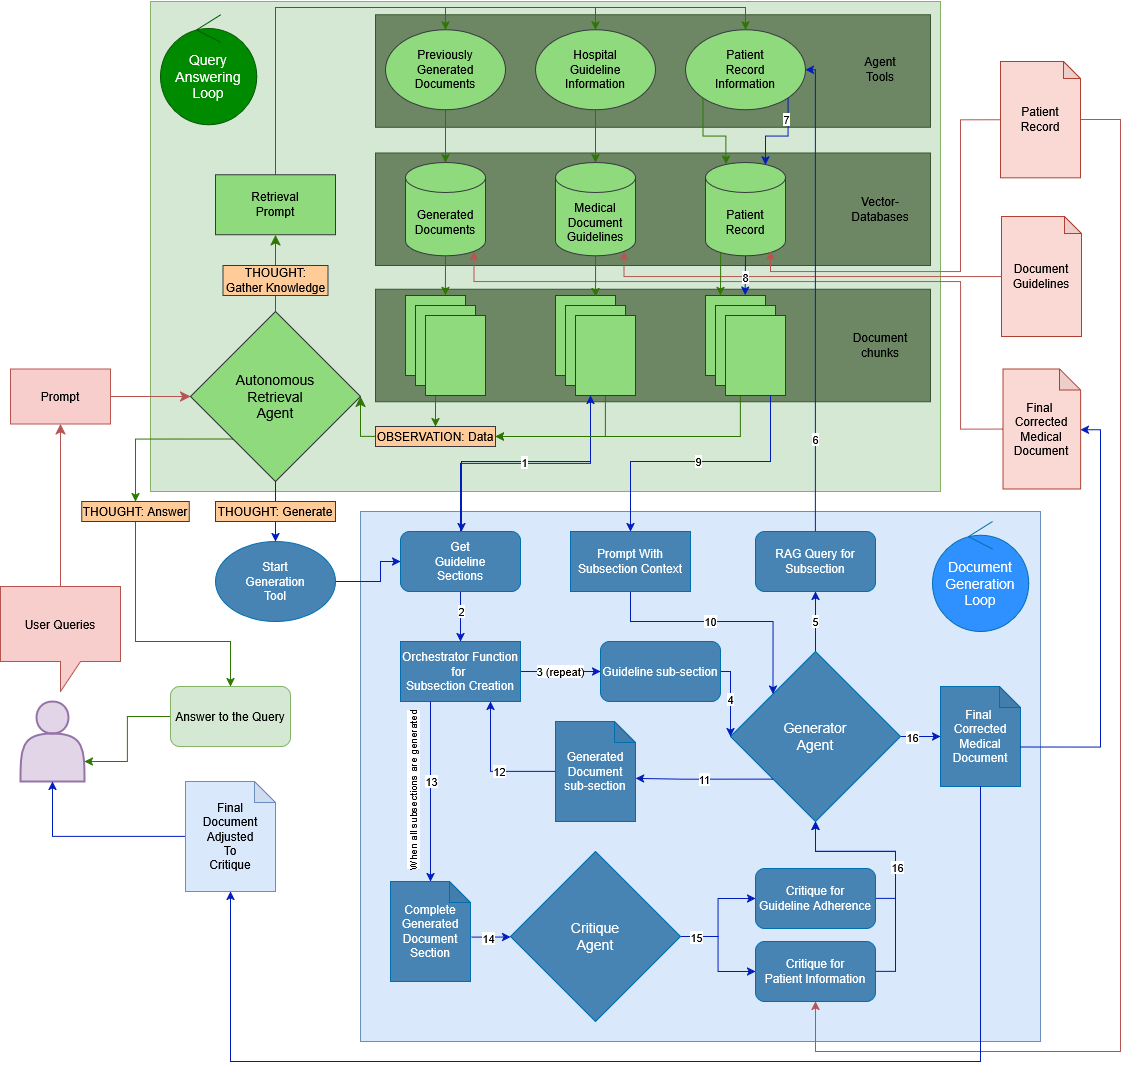 Query
Answering
Loop
Previously
Generated
Documents
Hospital
Guideline
Information
Patient
Record
Information
Agent
Tools
7
Patient
Record
Retrieval
Prompt
Generated
Documents
Medical
Document
Guidelines
Patient
Record
Vector-
Databases
THOUGHT:
Gather Knowledge
8
Document
Guidelines
Document
chunks
Autonomous
Retrieval
Agent
Prompt
Final
Corrected
Medical
Document
OBSERVATION: Data
6
1
9
THOUGHT: Answer
THOUGHT: Generate
Start
Generation
Tool
Get
Guideline
Sections
Prompt With
Subsection Context
RAG Query for
Subsection
Document
Generation
Loop
User Queries
2
10
5
Orchestrator Function
for
Subsection Creation
3 (repeat)
Guideline sub-section
4
Generator
Agent
16
Final
Corrected
Medical
Document
Answer to the Query
When all subsections are generated
13
12
Generated
Document
sub-section
11
Final
Document
Adjusted
To
Critique
16
Complete
Generated
Document
Section
14
Critique
Agent
15
Critique for
Guideline Adherence
Critique for
Patient Information